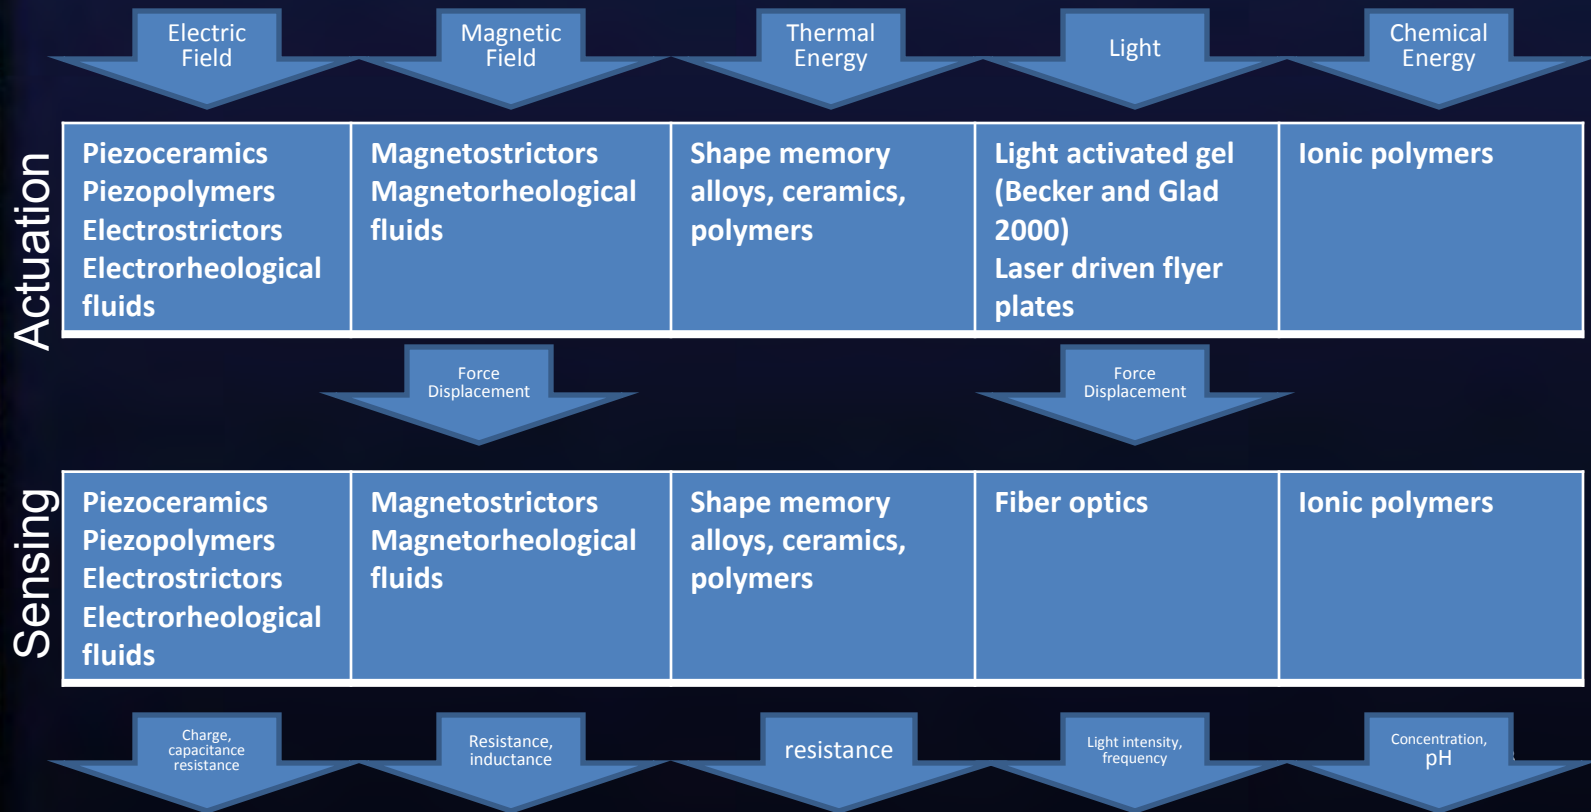 Electric
Field
Magnetic
Field
Thermal
Energy
Light
Chemical
Energy
Actuation
Piezoceramics
Piezopolymers
Electrostrictors
Electrorheological
fluids
Magnetostrictors
Magnetorheological
fluids
Shape memory
alloys, ceramics,
polymers
Light activated gel
(Becker and Glad
2000)
Laser driven flyer
plates
Ionic polymers
Force
Displacement
Force
Displacement
Sensing
Piezoceramics
Piezopolymers
Electrostrictors
Electrorheological
fluids
Magnetostrictors
Magnetorheological
fluids
Shape memory
alloys, ceramics,
polymers
Fiber optics
Ionic polymers
Charge,
capacitance
resistance
Resistance,
inductance
resistance
Light intensity,
frequency
Concentration,
pH